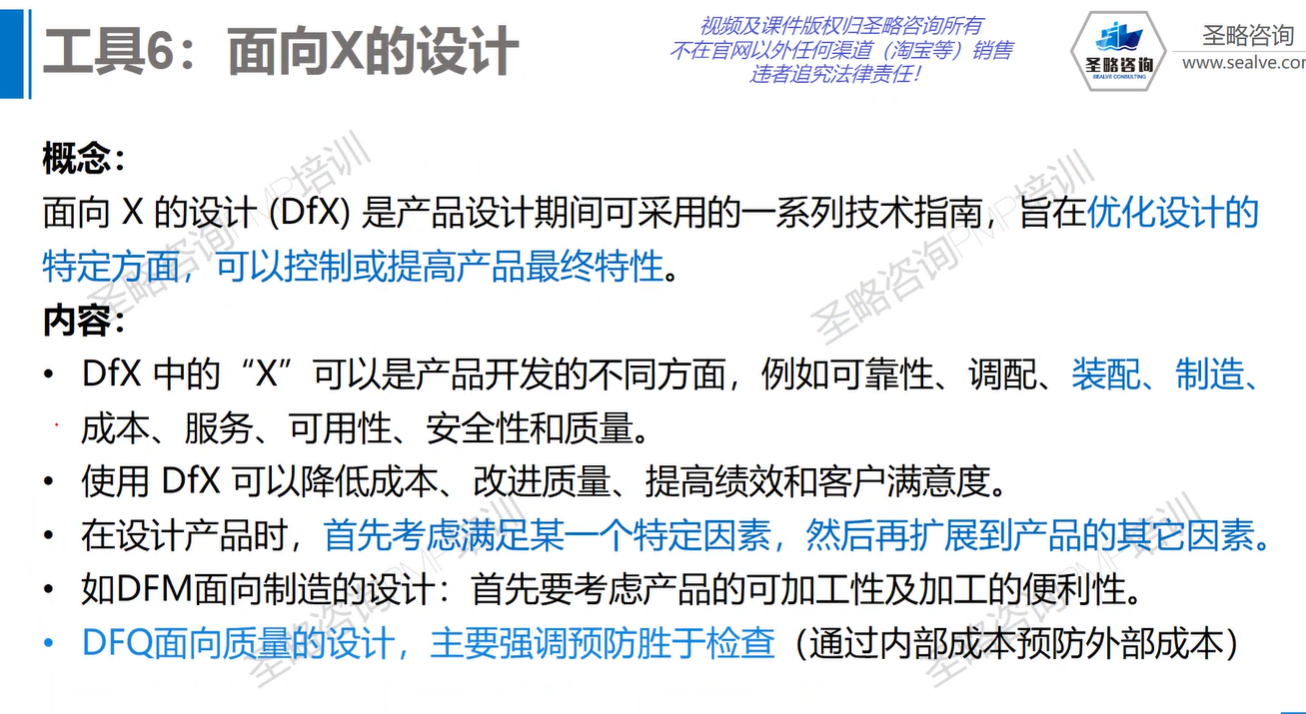 工具6：面向X的设计
视频及课件版权归圣略咨询所有
不在官网以外任何渠道（淘宝等）销售
违者追究法律责任！
圣略咨询
SEALVE CONSULTING
圣略咨询
www.sealve.com
概念：
面向 X 的设计 (DfX) 是产品设计期间可采用的一系列技术指南，旨在优化设计的
特定方面，可以控制或提高产品最终特性。
内容：
• DfX 中的“X”可以是产品开发的不同方面，例如可靠性、调配、装配、制造、
成本、服务、可用性、安全性和质量。
• 使用 DfX 可以降低成本、改进质量、提高绩效和客户满意度。
• 在设计产品时，首先考虑满足某一个特定因素，然后再扩展到产品的其它因素。
• 如DFM面向制造的设计：首先要考虑产品的可加工性及加工的便利性。
• DFQ面向质量的设计，主要强调预防胜于检查（通过内部成本预防外部成本）
圣略咨询PMP培训
圣略咨询PMP培训
圣略咨询PMP培训
圣略咨询PMP培训